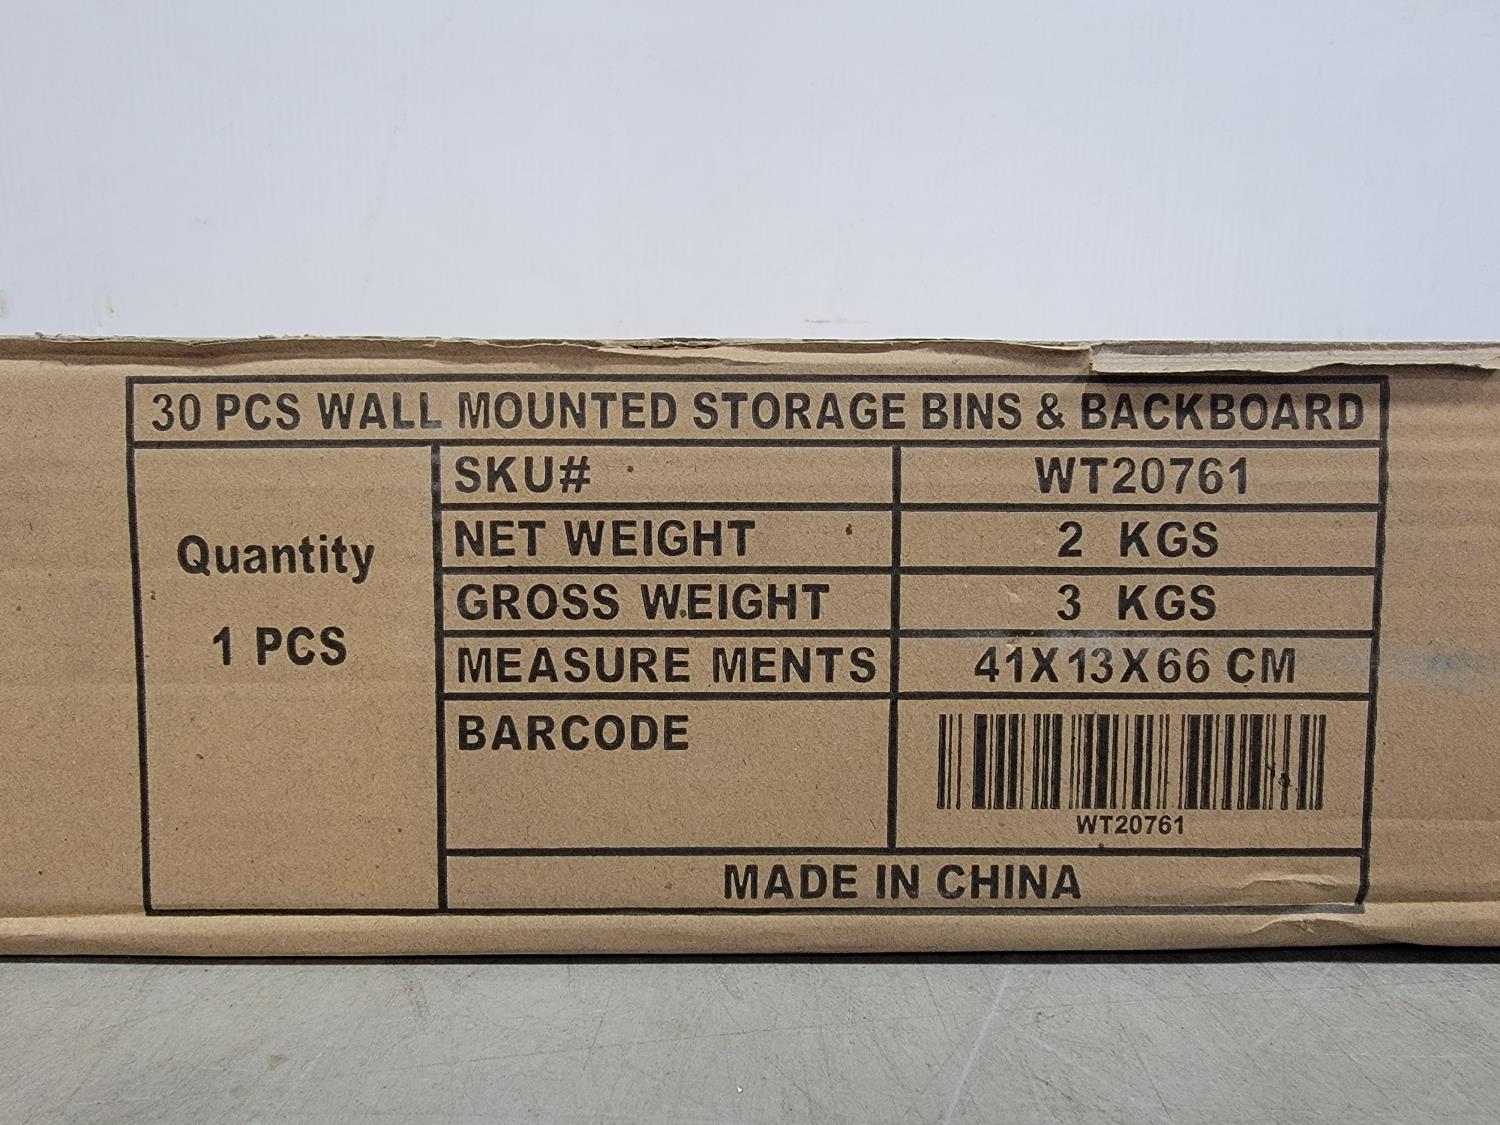 30 PCS WALL MOUNTED STORAGE BINS & BACKBOARD
Quantity
1 PCS
SKU# WT20761
NET WEIGHT 2 KGS
GROSS WEIGHT 3 KGS
MEASURE MENTS 41X13X66 CM
BARCODE
WT20761
MADE IN CHINA